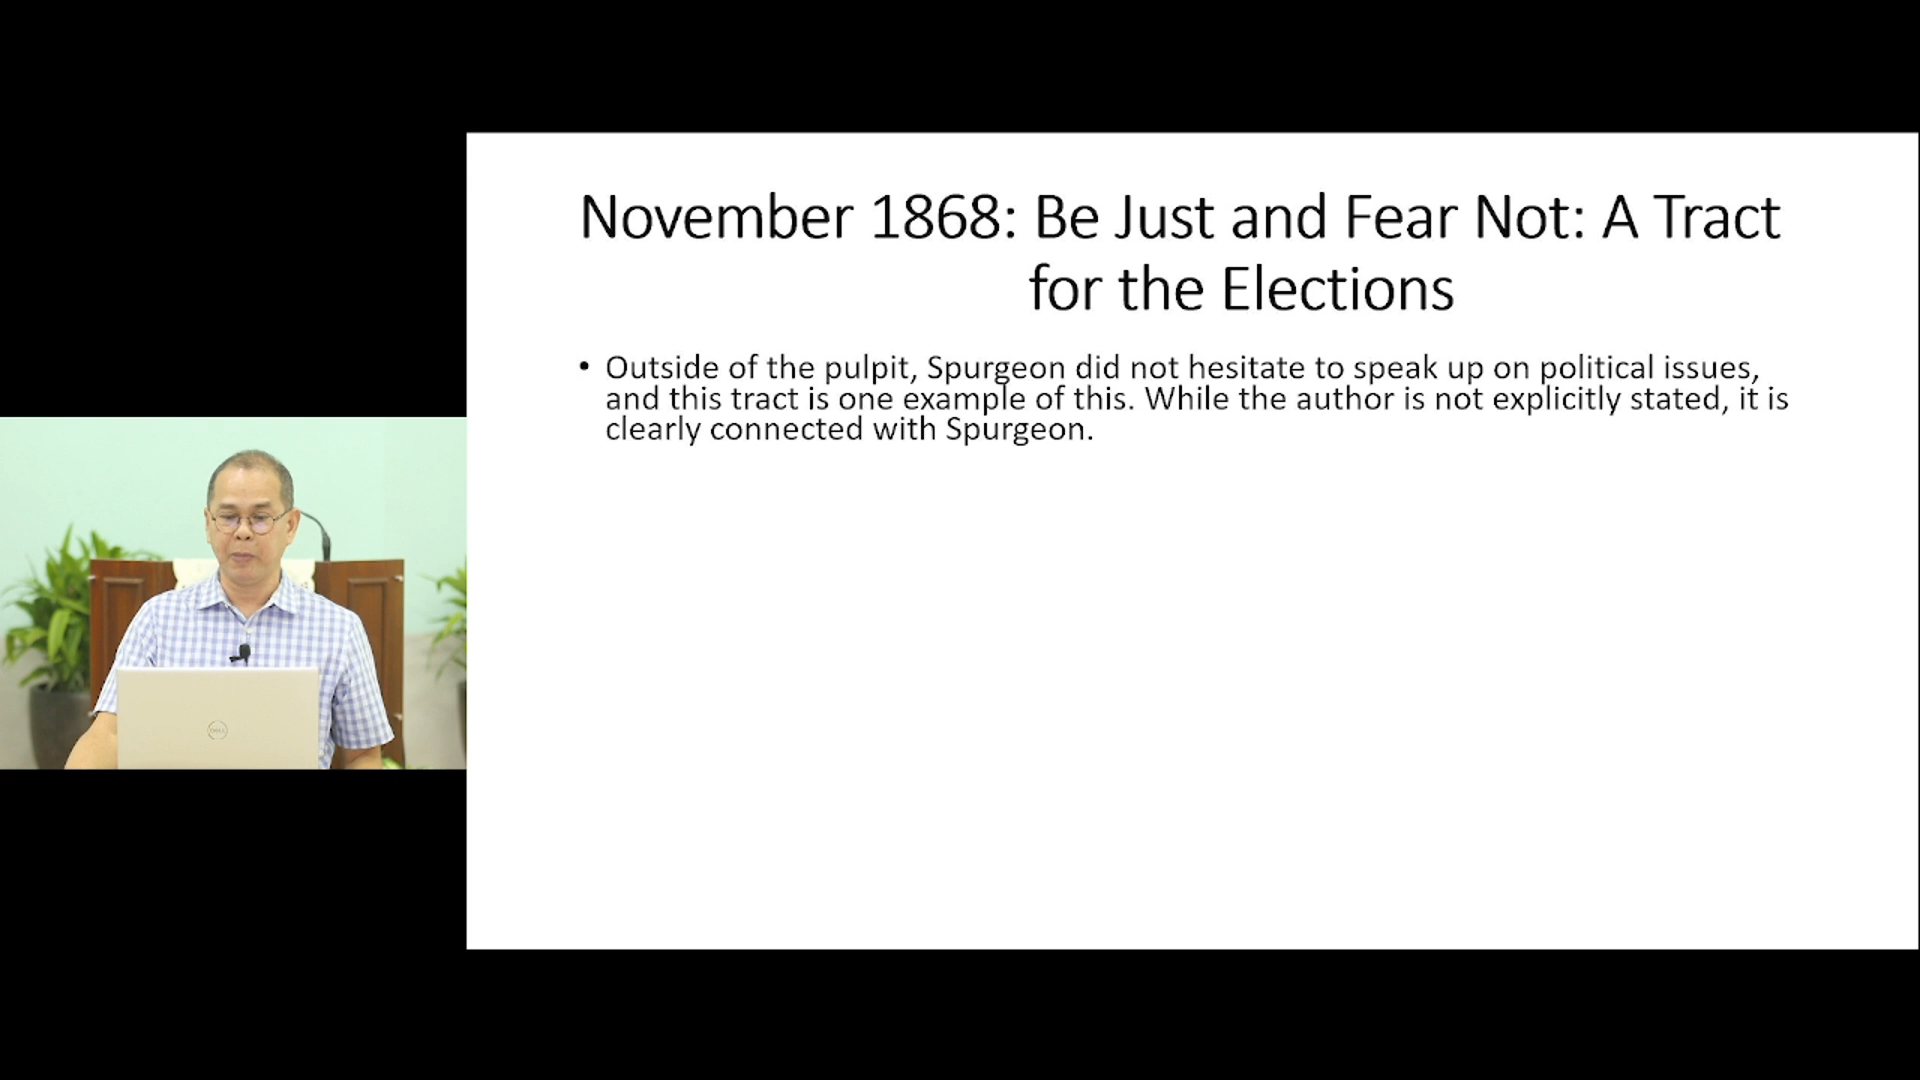 November 1868: Be Just and Fear Not: A Tract
for the Elections
• Outside of the pulpit, Spurgeon did not hesitate to speak up on political issues,
and this tract is one example of this. While the author is not explicitly stated, it is
clearly connected with Spurgeon.
DELL